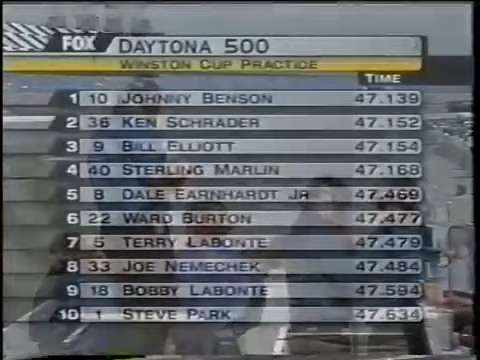 FOX DAYTONA 500
WINSTON CUP PRACTICE
TIME
1 10 JOHNNY BENSON 47.139
2 36 KEN SCHRADER 47.152
3 9 BILL ELLIOTT 47.154
4 40 STERLING MARLIN 47.168
5 8 DALE EARNHARDT JR 47.469
6 22 WARD BURTON 47.477
7 5 TERRY LABONTE 47.479
8 33 JOE NEMECHEK 47.484
9 18 BOBBY LABONTE 47.594
10 1 STEVE PARK 47.634